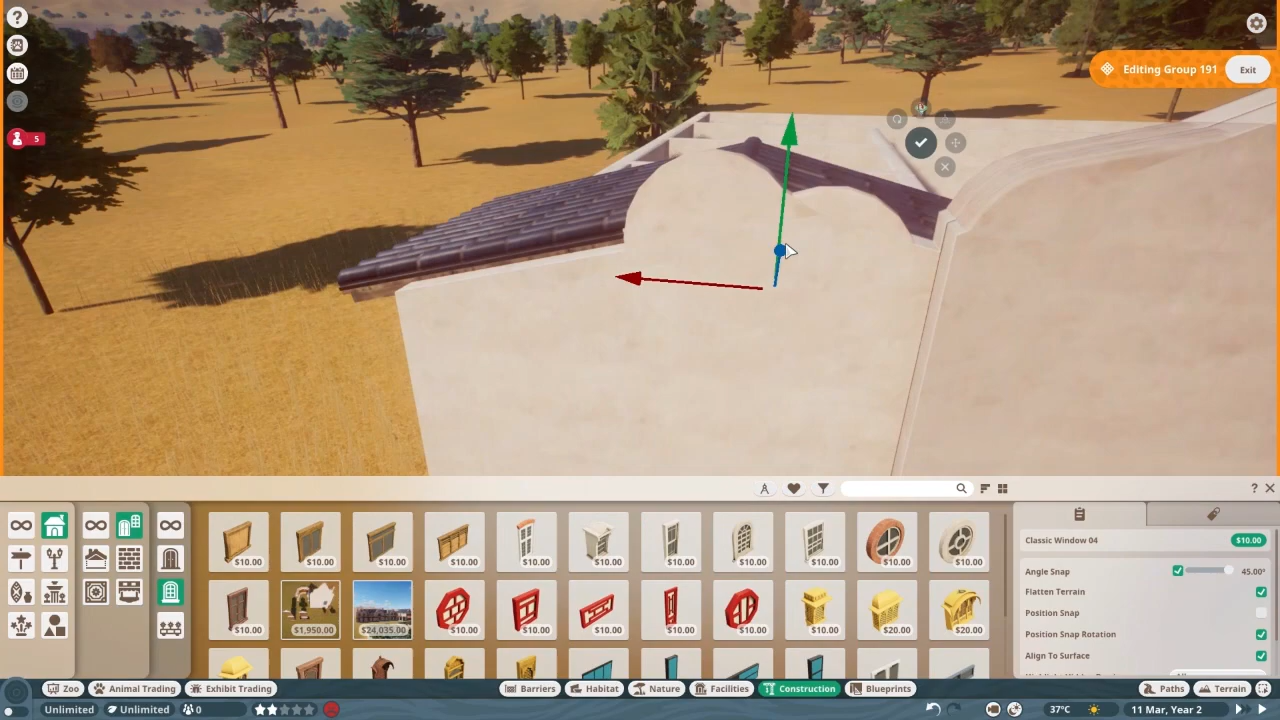 Editing Group 191
Exit
5
$10.00 $10.00 $10.00 $10.00 $10.00 $10.00 $10.00 $10.00 $10.00 $10.00 $10.00
$10.00 $1,950.00 $24,035.00 $10.00 $10.00 $10.00 $10.00 $10.00 $10.00 $20.00 $20.00
? 
Classic Window 04 $10.00
Angle Snap 45.00°
Flatten Terrain
Position Snap
Position Snap Rotation
Align To Surface
Zoo Animal Trading Exhibit Trading Barriers Habitat Nature Facilities Construction Blueprints Paths Terrain
Unlimited Unlimited 0 37°C 11 Mar, Year 2